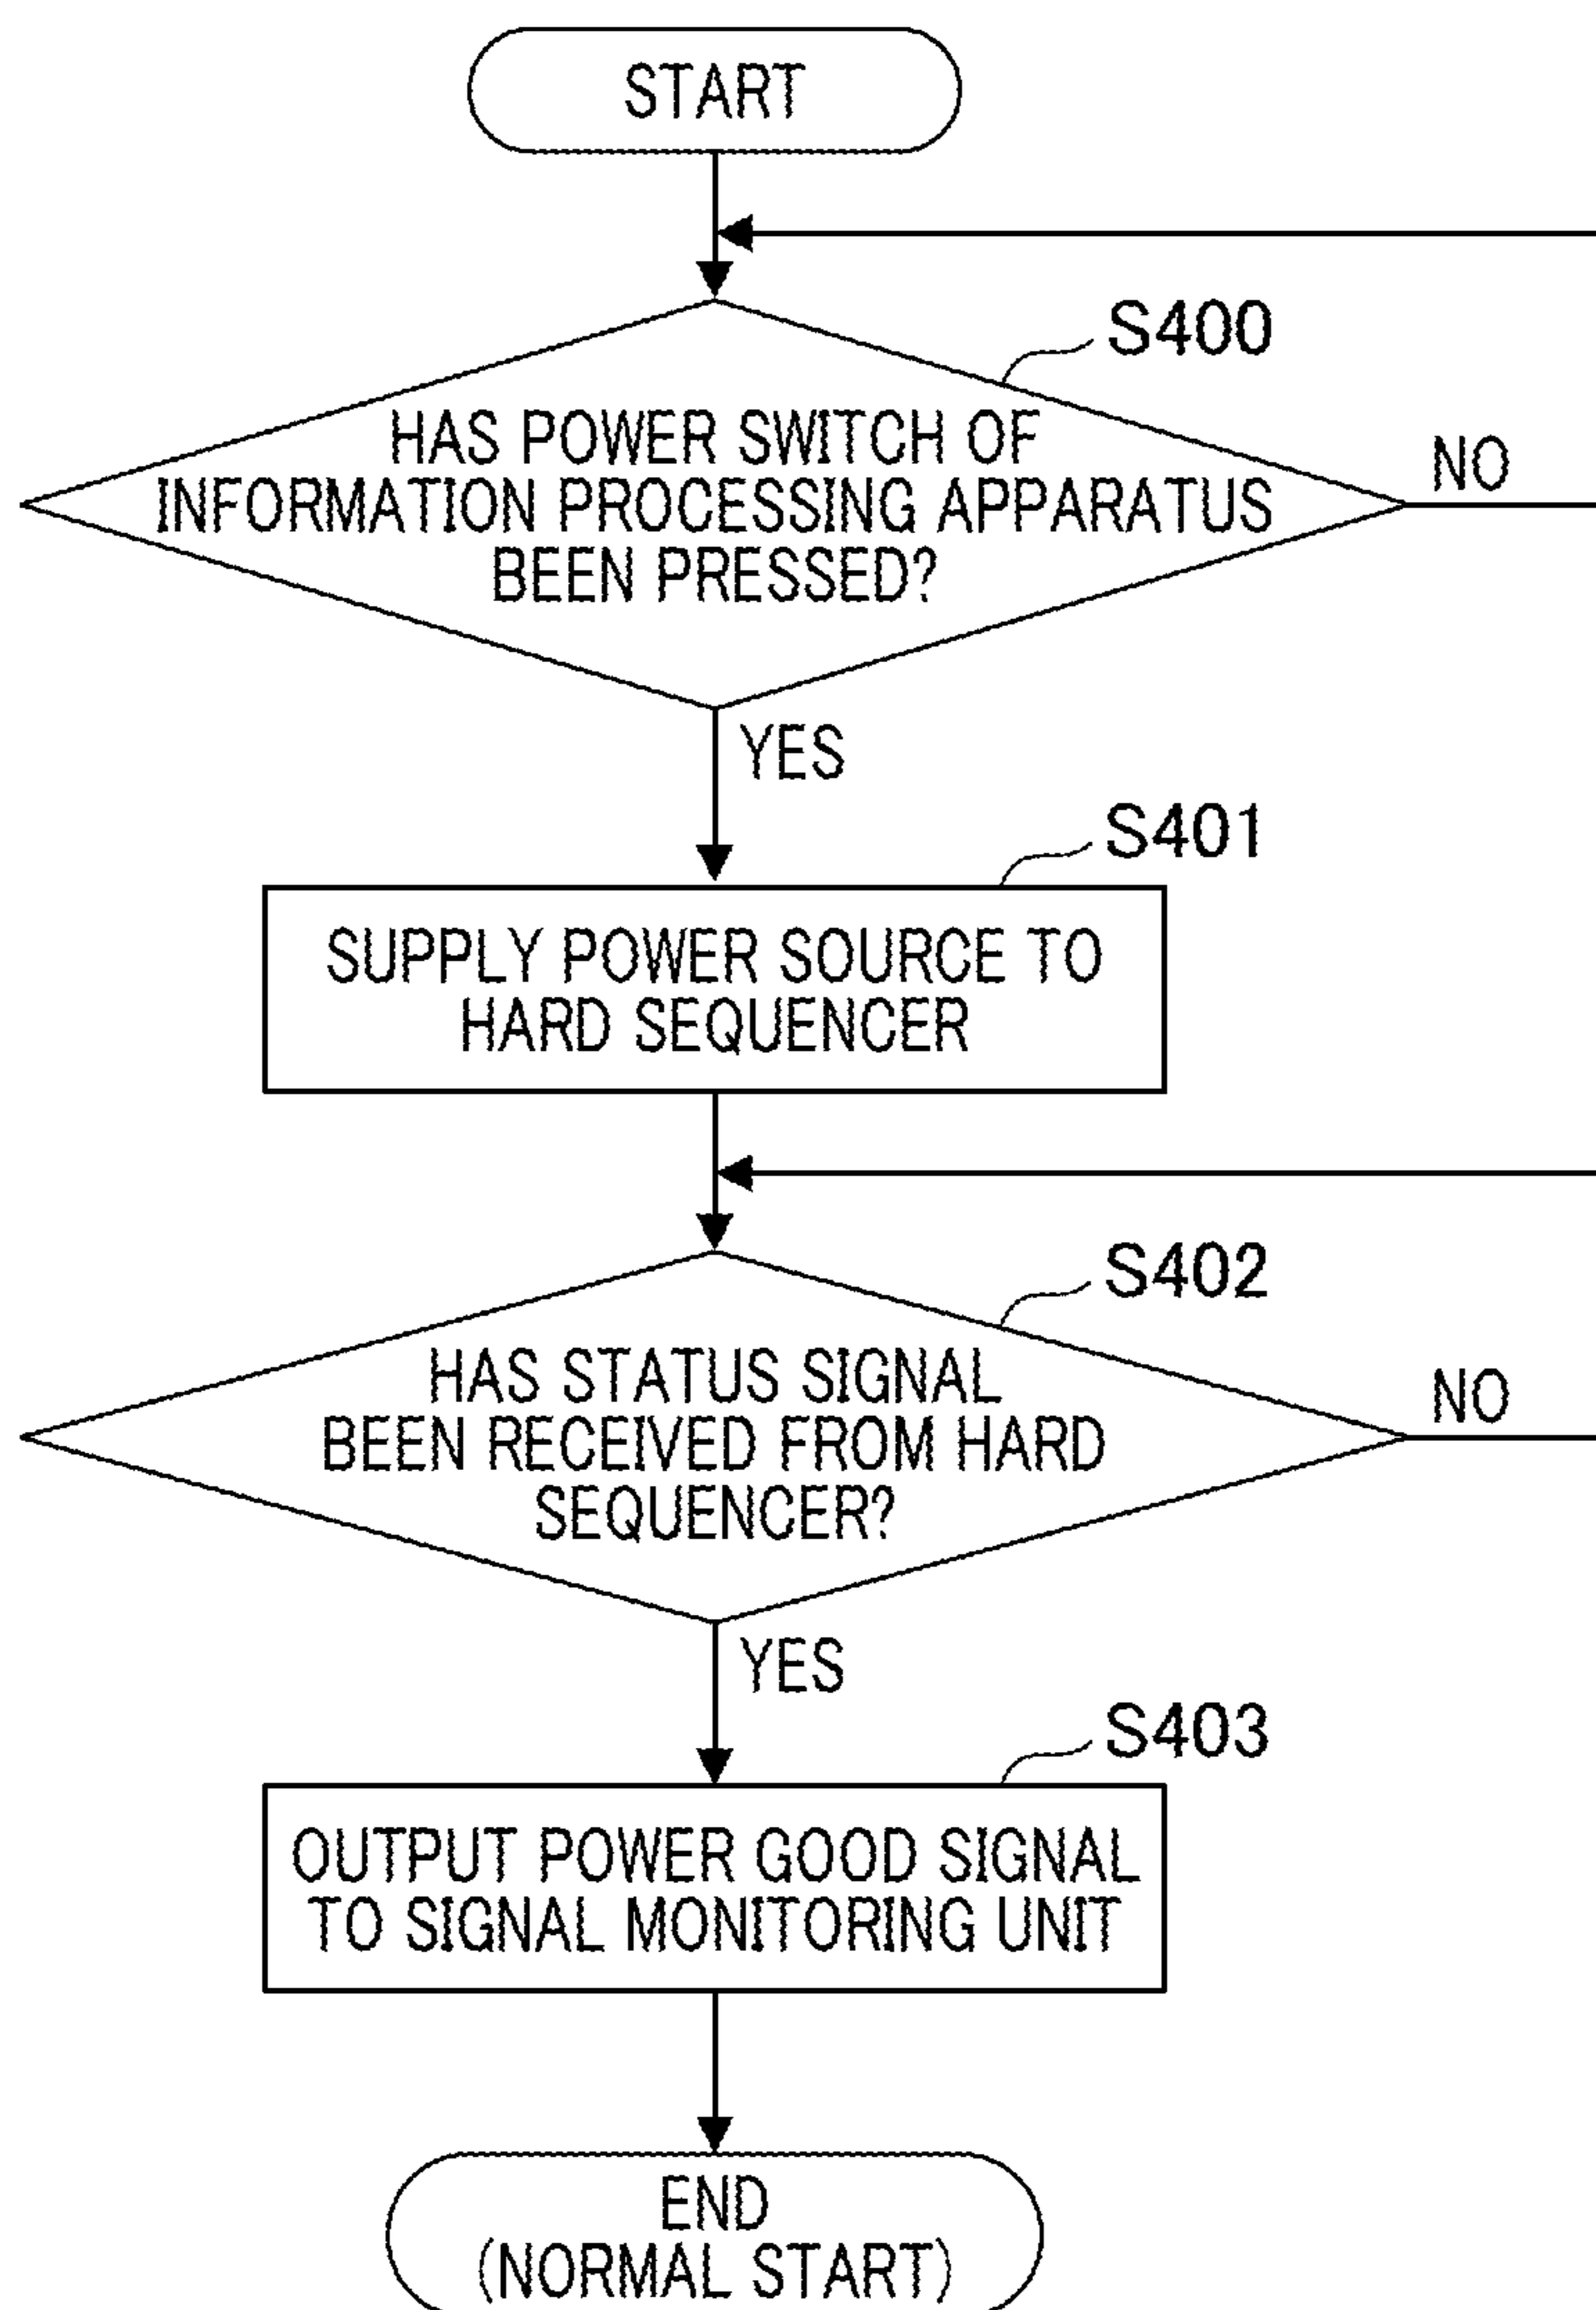 START
S400
HAS POWER SWITCH OF
INFORMATION PROCESSING APPARATUS
BEEN PRESSED?
NO
YES
S401
SUPPLY POWER SOURCE TO
HARD SEQUENCER
S402
HAS STATUS SIGNAL
BEEN RECEIVED FROM HARD
SEQUENCER?
NO
YES
S403
OUTPUT POWER GOOD SIGNAL
TO SIGNAL MONITORING UNIT
END
(NORMAL START)